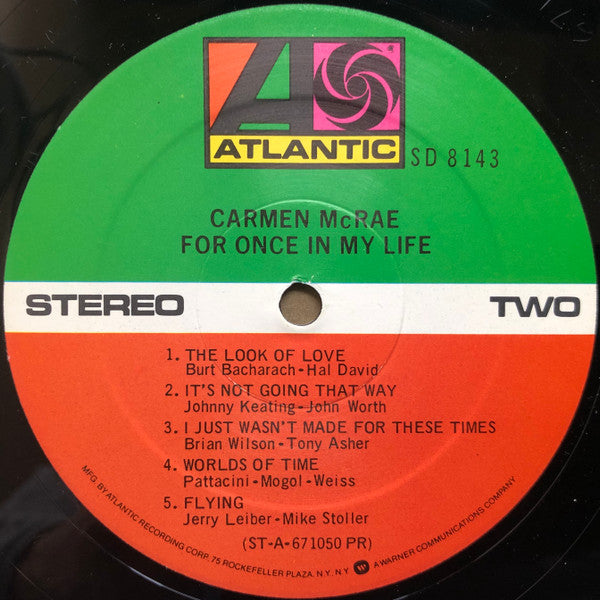 ATLANTIC
SD 8143
CARMEN McRAE
FOR ONCE IN MY LIFE
STEREO
TWO
1. THE LOOK OF LOVE
Burt Bacharach-Hal David
2. IT'S NOT GOING THAT WAY
Johnny Keating-John Worth
3. I JUST WASN'T MADE FOR THESE TIMES
Brian Wilson-Tony Asher
4. WORLDS OF TIME
Pattacini-Mogol-Weiss
5. FLYING
Jerry Leiber-Mike Stoller
(ST-A-671050 PR)
MFG. BY ATLANTIC RECORDING CORP. 75 ROCKEFELLER PLAZA. N.Y. N.Y. A WARNER COMMUNICATIONS COMPANY